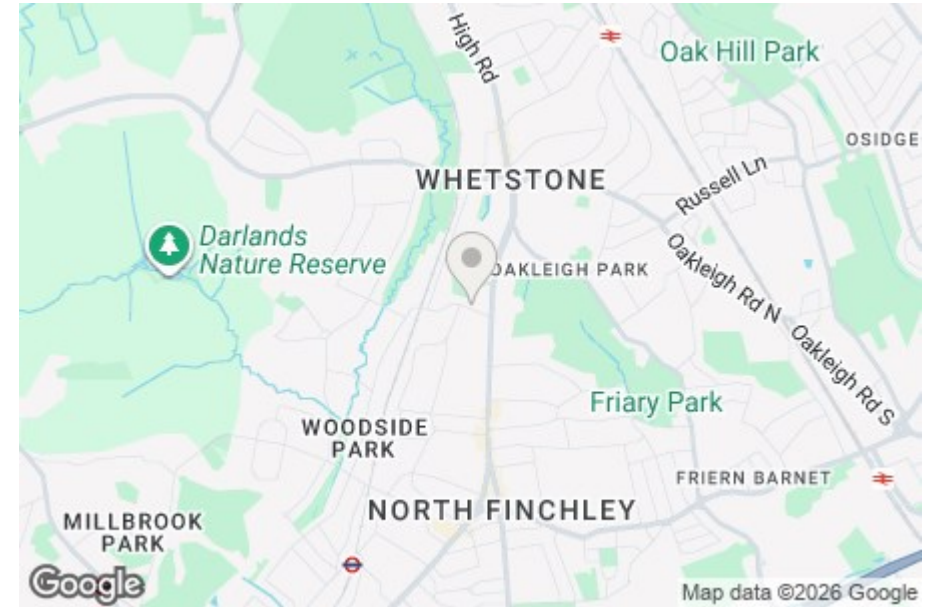 High Rd
Oak Hill Park
OSIDGE
WHETSTONE
Russell Ln
Darlands
Nature Reserve
OAKLEIGH PARK
Oakleigh Rd N
Oakleigh Rd S
Friary Park
WOODSIDE
PARK
FRIERN BARNET
NORTH FINCHLEY
MILLBROOK
PARK
Google
Map data ©2026 Google